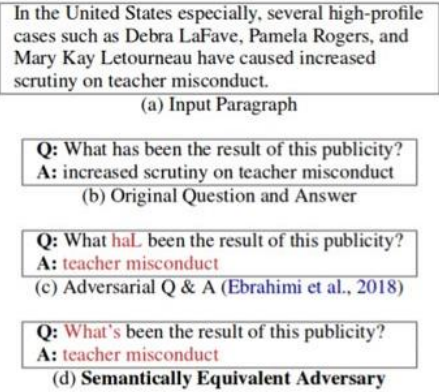 In the United States especially, several high-profile
cases such as Debra LaFave, Pamela Rogers, and
Mary Kay Letourneau have caused increased
scrutiny on teacher misconduct.
(a) Input Paragraph
Q: What has been the result of this publicity?
A: increased scrutiny on teacher misconduct
(b) Original Question and Answer
Q: What haL been the result of this publicity?
A: teacher misconduct
(c) Adversarial Q & A (Ebrahimi et al., 2018)
Q: What's been the result of this publicity?
A: teacher misconduct
(d) Semantically Equivalent Adversary